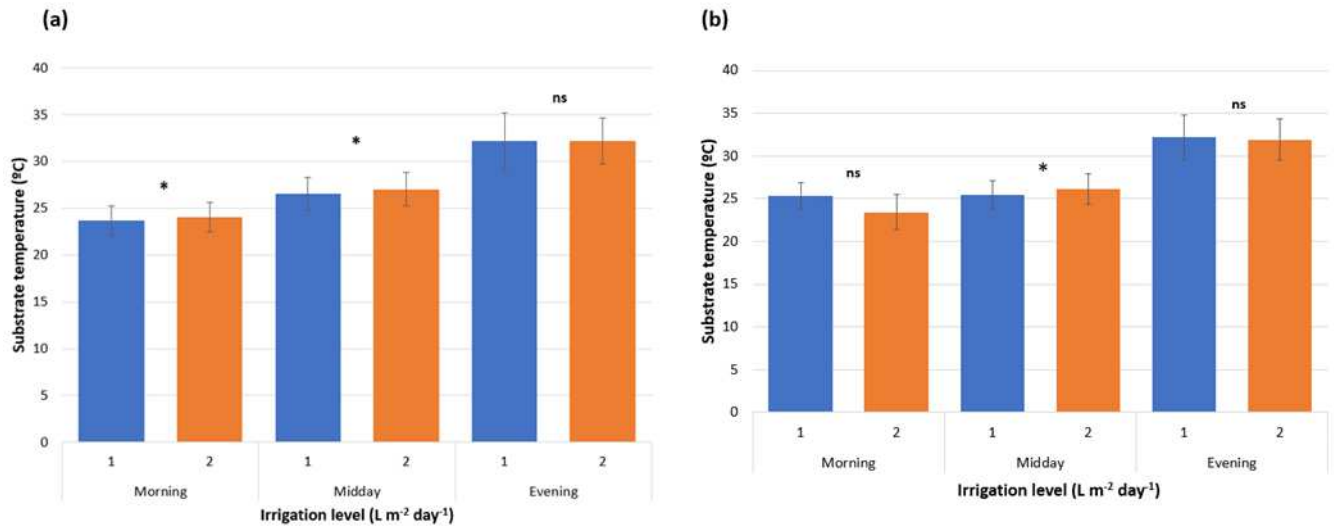 (a)
40
35
30
25
20
15
10
5
0
Substrate temperature (ºC)
*
*
ns
1 2 1 2 1 2
Morning Midday Evening
Irrigation level (L m⁻² day⁻¹)
(b)
40
35
30
25
20
15
10
5
0
Substrate temperature (ºC)
ns
*
ns
1 2 1 2 1 2
Morning Midday Evening
Irrigation level (L m⁻² day⁻¹)